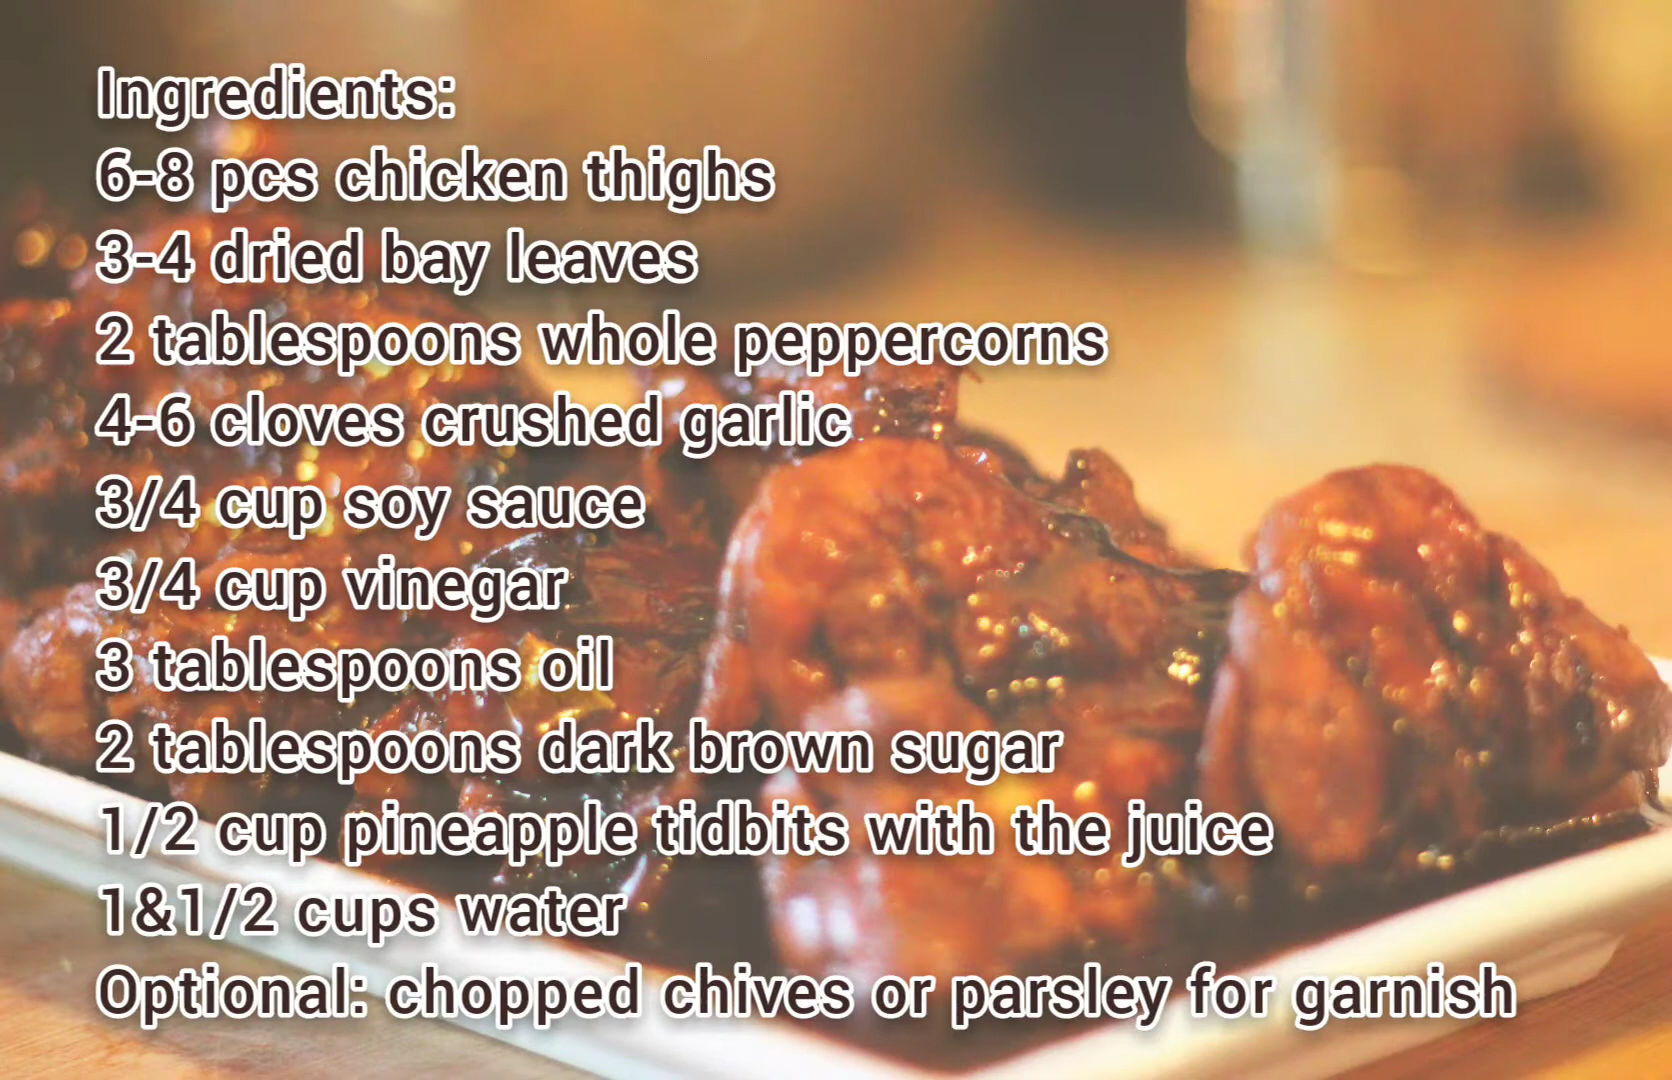 Ingredients:
6-8 pcs chicken thighs
3-4 dried bay leaves
2 tablespoons whole peppercorns
4-6 cloves crushed garlic
3/4 cup soy sauce
3/4 cup vinegar
3 tablespoons oil
2 tablespoons dark brown sugar
1/2 cup pineapple tidbits with the juice
1&1/2 cups water
Optional: chopped chives or parsley for garnish